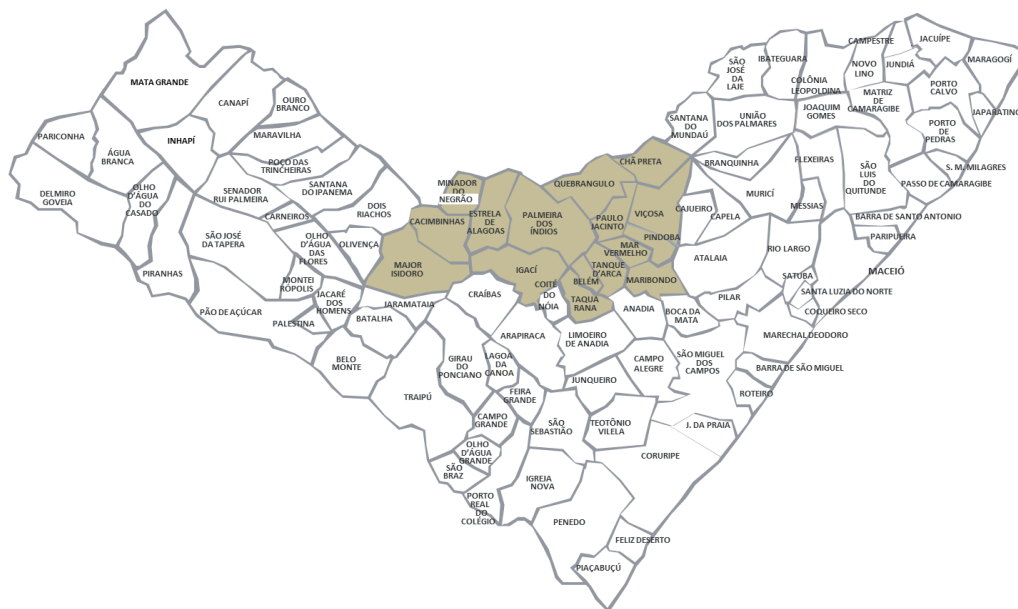 CAMPESTRE
JACUÍPE
SÃO
JOSÉ
DA
LAJE
IBATEGUARA
NOVO
LINO
JUNDIÁ
MARAGOGÍ
COLÔNIA
LEOPOLDINA
MATRIZ
DE
CAMARAGIBE
PORTO
CALVO
MATA GRANDE
CANAPÍ
OURO
BRANCO
SANTANA
DO
MUNDAÚ
UNIÃO
DOS PALMARES
JOAQUIM
GOMES
PORTO
DE
PEDRAS
JAPARATINGA
PARICONHA
ÁGUA
BRANCA
INHAPÍ
MARAVILHA
POÇO DAS
TRINCHEIRAS
CHÃ PRETA
BRANQUINHA
FLEXEIRAS
SÃO
LUIS
DO
QUITUNDE
S. M. MILAGRES
PASSO DE CAMARAGIBE
DELMIRO
GOVEIA
OLHO
D'ÁGUA
DO
CASADO
SENADOR
RUI PALMEIRA
SANTANA
DO IPANEMA
MINADOR
DO
NEGRÃO
QUEBRANGULO
MURICÍ
MESSIAS
CARNEIROS
DOIS
RIACHOS
CACIMBINHAS
ESTRELA
DE
ALAGOAS
PALMEIRA
DOS
ÍNDIOS
PAULO
JACINTO
VIÇOSA
CAJUEIRO
CAPELA
BARRA DE SANTO ANTONIO
PARIPUEIRA
SÃO JOSÉ
DA TAPERA
OLHO
D'ÁGUA
DAS
FLORES
OLIVENÇA
PINDOBA
MAR
VERMELHO
ATALAIA
RIO LARGO
MACEIÓ
PIRANHAS
MONTEI
RÓPOLIS
MAJOR
ISIDORO
IGACÍ
TANQUE
D'ARCA
MARIBONDO
SATUBA
SANTA LUZIA DO NORTE
COQUEIRO SECO
PÃO DE AÇÚCAR
JACARÉ
DOS
HOMENS
JARAMATAIA
CRAÍBAS
COITÉ
DO
NÓIA
BELÉM
TAQUA
RANA
ANADIA
BOCA DA
MATA
PILAR
PALESTINA
BATALHA
ARAPIRACA
LIMOEIRO
DE ANADIA
MARECHAL DEODORO
BELO
MONTE
GIRAU
DO
PONCIANO
LAGOA
DA
CANOA
CAMPO
ALEGRE
SÃO MIGUEL
DOS
CAMPOS
BARRA DE SÃO MIGUEL
TRAIPÚ
FEIRA
GRANDE
JUNQUEIRO
ROTEIRO
CAMPO
GRANDE
SÃO
SEBASTIÃO
TEOTÔNIO
VILELA
J. DA PRAIA
OLHO
D'ÁGUA
GRANDE
CORURIPE
SÃO
BRAZ
IGREJA
NOVA
PORTO
REAL
DO
COLÉGIO
PENEDO
FELIZ DESERTO
PIAÇABUÇÚ